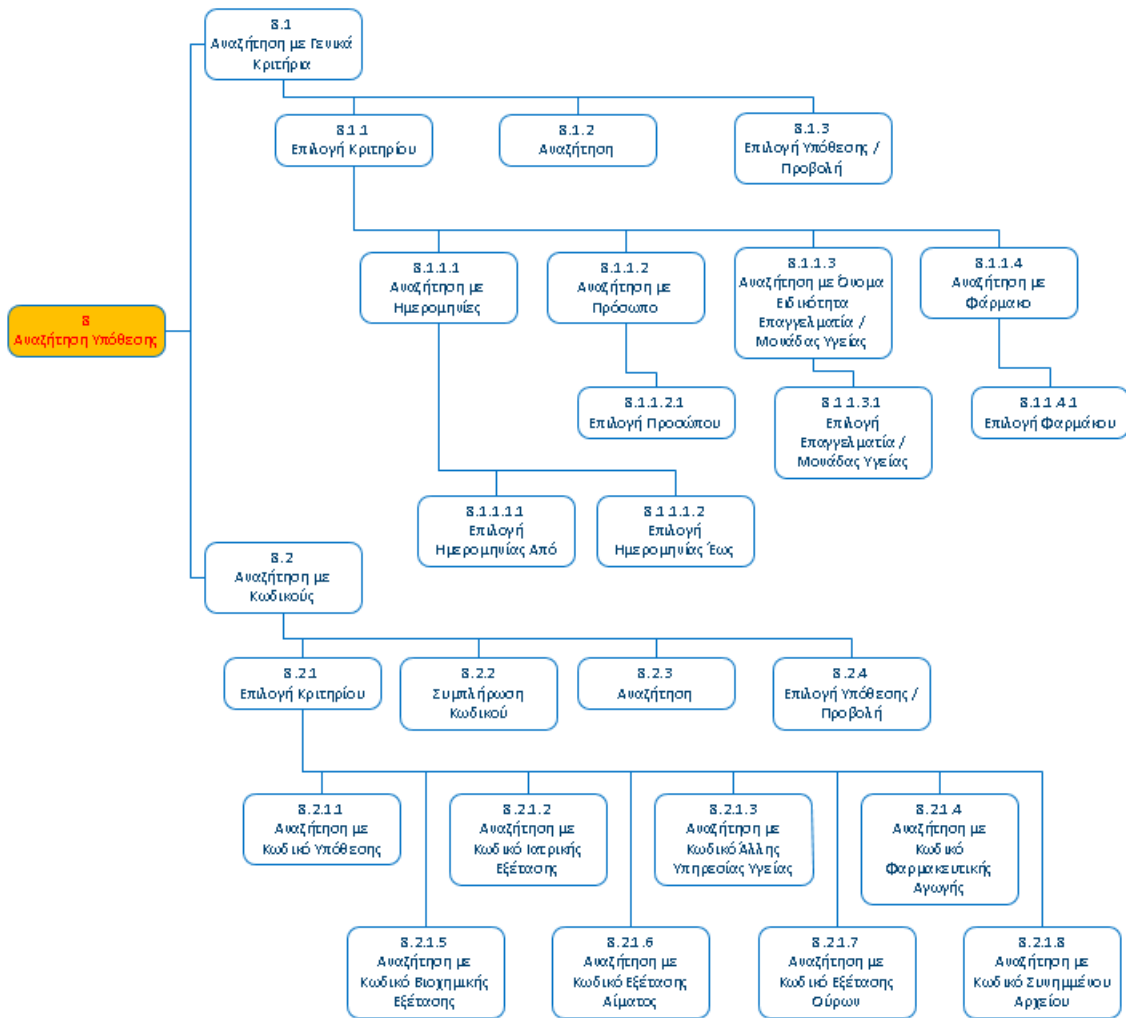 8.1
Αναζήτηση με Γενικά
Κριτήρια
8.1.1
Επιλογή Κριτηρίου
8.1.2
Αναζήτηση
8.1.3
Επιλογή Υπόθεσης /
Προβολή
8.1.1.1
Αναζήτηση με
Ημερομηνίες
8.1.1.2
Αναζήτηση με
Πρόσωπο
8.1.1.3
Αναζήτηση με Όνομα
Ειδικότητα
Επαγγελματία /
Μονάδας Υγείας
8.1.1.4
Αναζήτηση με
Φάρμακο
8
Αναζήτηση Υπόθεσης
8.1.1.2.1
Επιλογή Προσώπου
8.1.1.3.1
Επιλογή
Επαγγελματία /
Μονάδας Υγείας
8.1.1.4.1
Επιλογή Φαρμάκου
8.1.1.1.1
Επιλογή
Ημερομηνίας Από
8.1.1.1.2
Επιλογή
Ημερομηνίας Έως
8.2
Αναζήτηση με
Κωδικούς
8.2.1
Επιλογή Κριτηρίου
8.2.2
Συμπλήρωση
Κωδικού
8.2.3
Αναζήτηση
8.2.4
Επιλογή Υπόθεσης /
Προβολή
8.2.1.1
Αναζήτηση με
Κωδικό Υπόθεσης
8.2.1.2
Αναζήτηση με
Κωδικό Ιατρικής
Εξέτασης
8.2.1.3
Αναζήτηση με
Κωδικό Άλλης
Υπηρεσίας Υγείας
8.2.1.4
Αναζήτηση με
Κωδικό
Φαρμακευτικής
Αγωγής
8.2.1.5
Αναζήτηση με
Κωδικό Βιοχημικής
Εξέτασης
8.2.1.6
Αναζήτηση με
Κωδικό Εξέτασης
Αίματος
8.2.1.7
Αναζήτηση με
Κωδικό Εξέτασης
Ούρων
8.2.1.8
Αναζήτηση με
Κωδικό Συνημμένου
Αρχείου